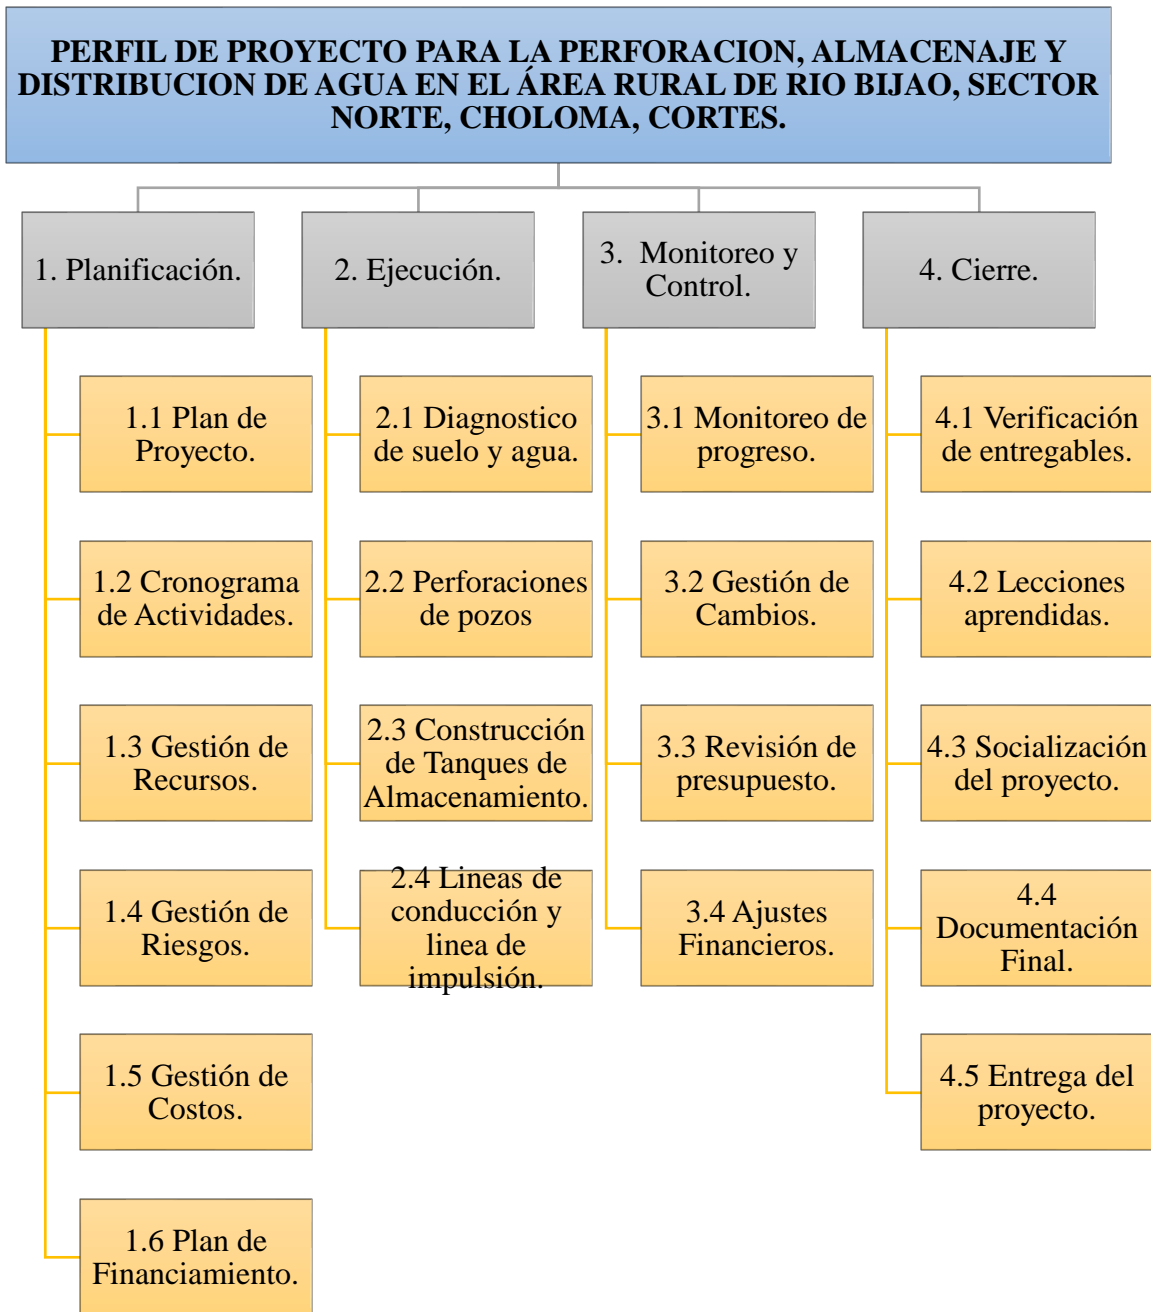 PERFIL DE PROYECTO PARA LA PERFORACION, ALMACENAJE Y
DISTRIBUCION DE AGUA EN EL ÁREA RURAL DE RIO BIJAO, SECTOR
NORTE, CHOLOMA, CORTES.
1. Planificación.
1.1 Plan de
Proyecto.
1.2 Cronograma
de Actividades.
1.3 Gestión de
Recursos.
1.4 Gestión de
Riesgos.
1.5 Gestión de
Costos.
1.6 Plan de
Financiamiento.
2. Ejecución.
2.1 Diagnostico
de suelo y agua.
2.2 Perforaciones
de pozos
2.3 Construcción
de Tanques de
Almacenamiento.
2.4 Lineas de
conducción y
linea de
impulsión.
3. Monitoreo y
Control.
3.1 Monitoreo de
progreso.
3.2 Gestión de
Cambios.
3.3 Revisión de
presupuesto.
3.4 Ajustes
Financieros.
4. Cierre.
4.1 Verificación
de entregables.
4.2 Lecciones
aprendidas.
4.3 Socialización
del proyecto.
4.4
Documentación
Final.
4.5 Entrega del
proyecto.